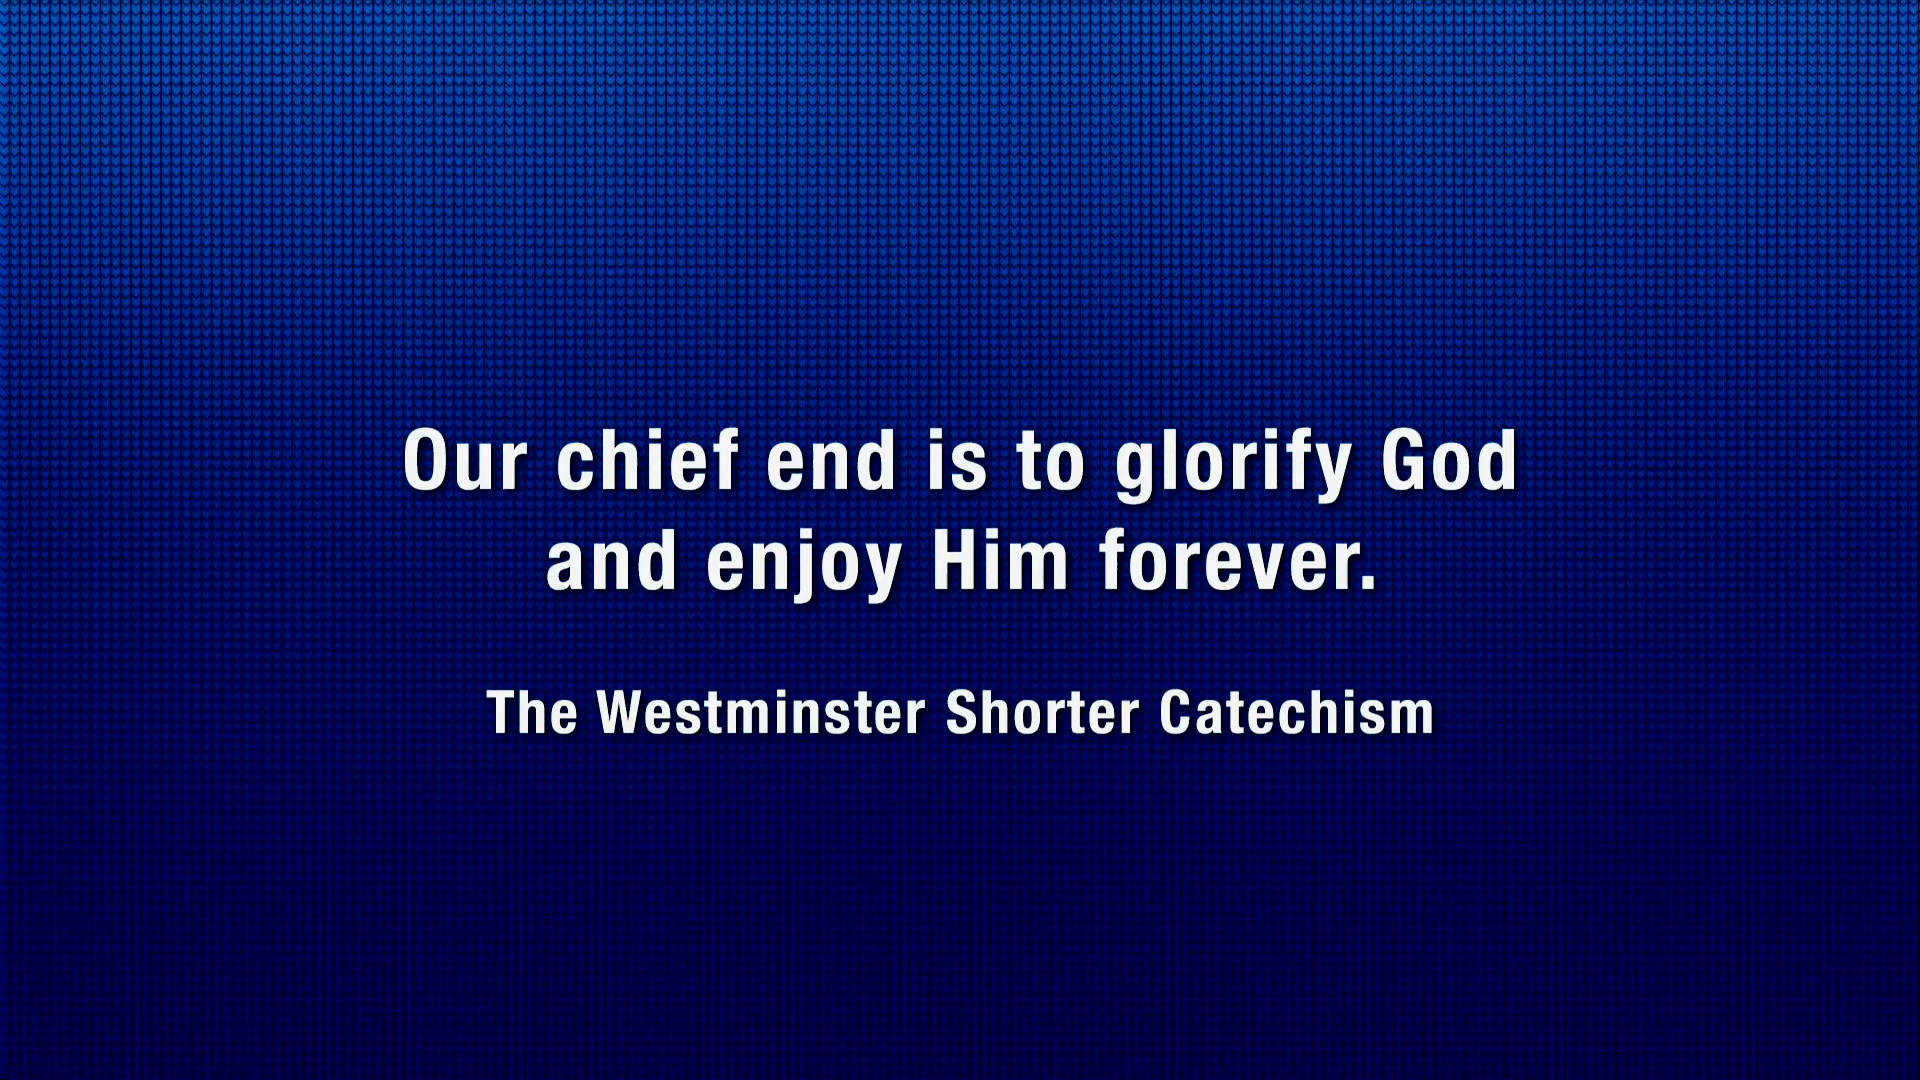 Our chief end is to glorify God
and enjoy Him forever.
The Westminster Shorter Catechism